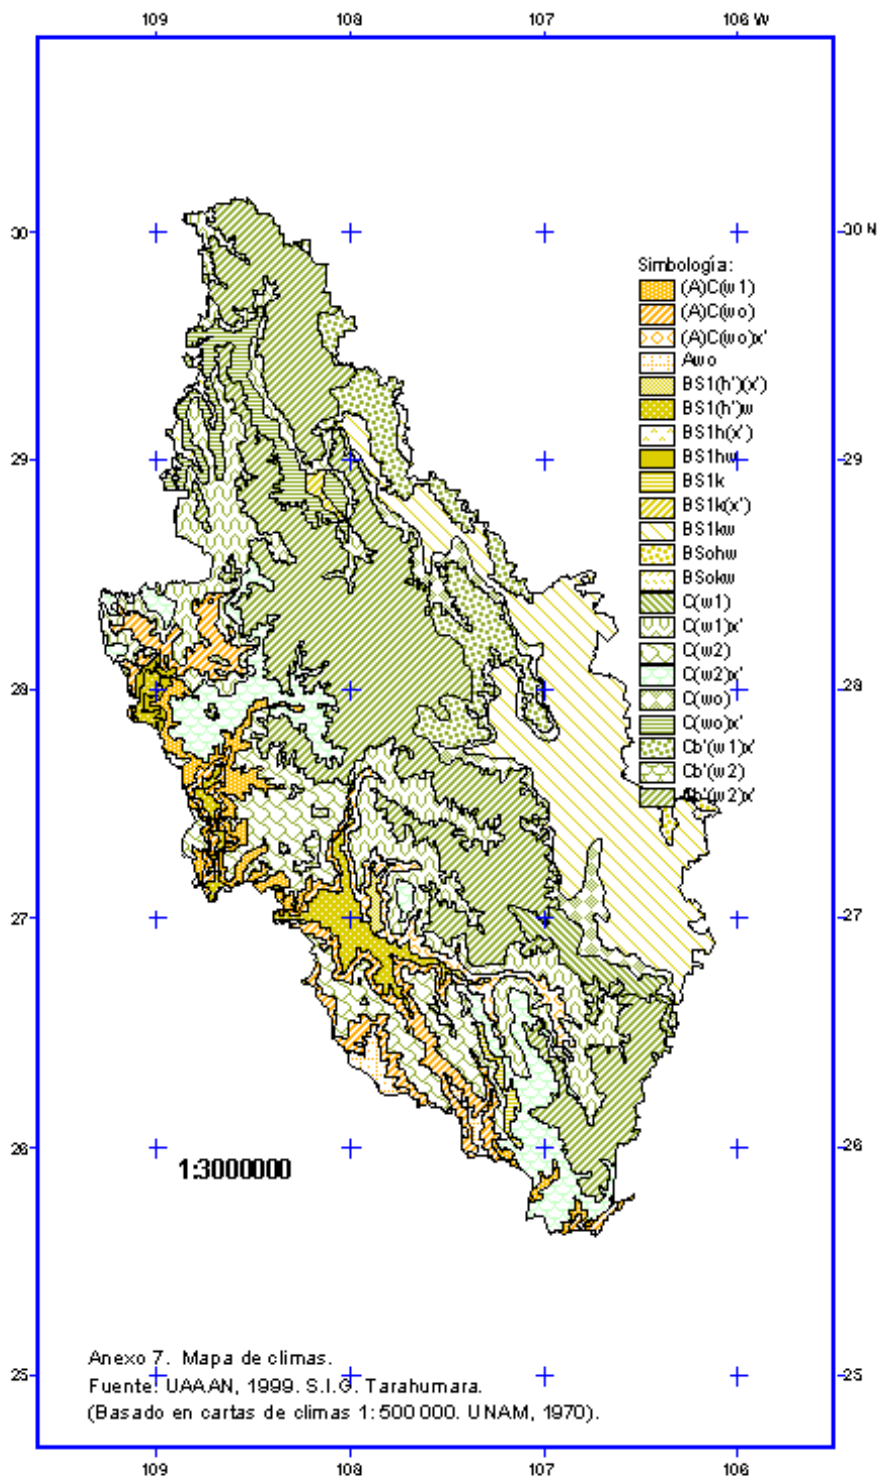 109 108 107 106 W
30 30 N
Simbología:
(A)C(w1)
(A)C(wo)
(A)C(wo)x'
Awo
BS1(h')(x')
BS1(h')w
BS1h(x')
BS1hw
BS1k
BS1k(x')
BS1kw
BSohw
BSokw
C(w1)
C(w1)x'
C(w2)
C(w2)x'
C(wo)
C(wo)x'
Cb'(w1)x'
Cb'(w2)
Cb'(w2)x'
29 29
28 28
27 27
26 26
1:3000000
Anexo 7. Mapa de climas.
25 25
Fuente: UAAAN, 1999. S.I.G. Tarahumara.
(Basado en cartas de climas 1:500 000. UNAM, 1970).
109 108 107 106